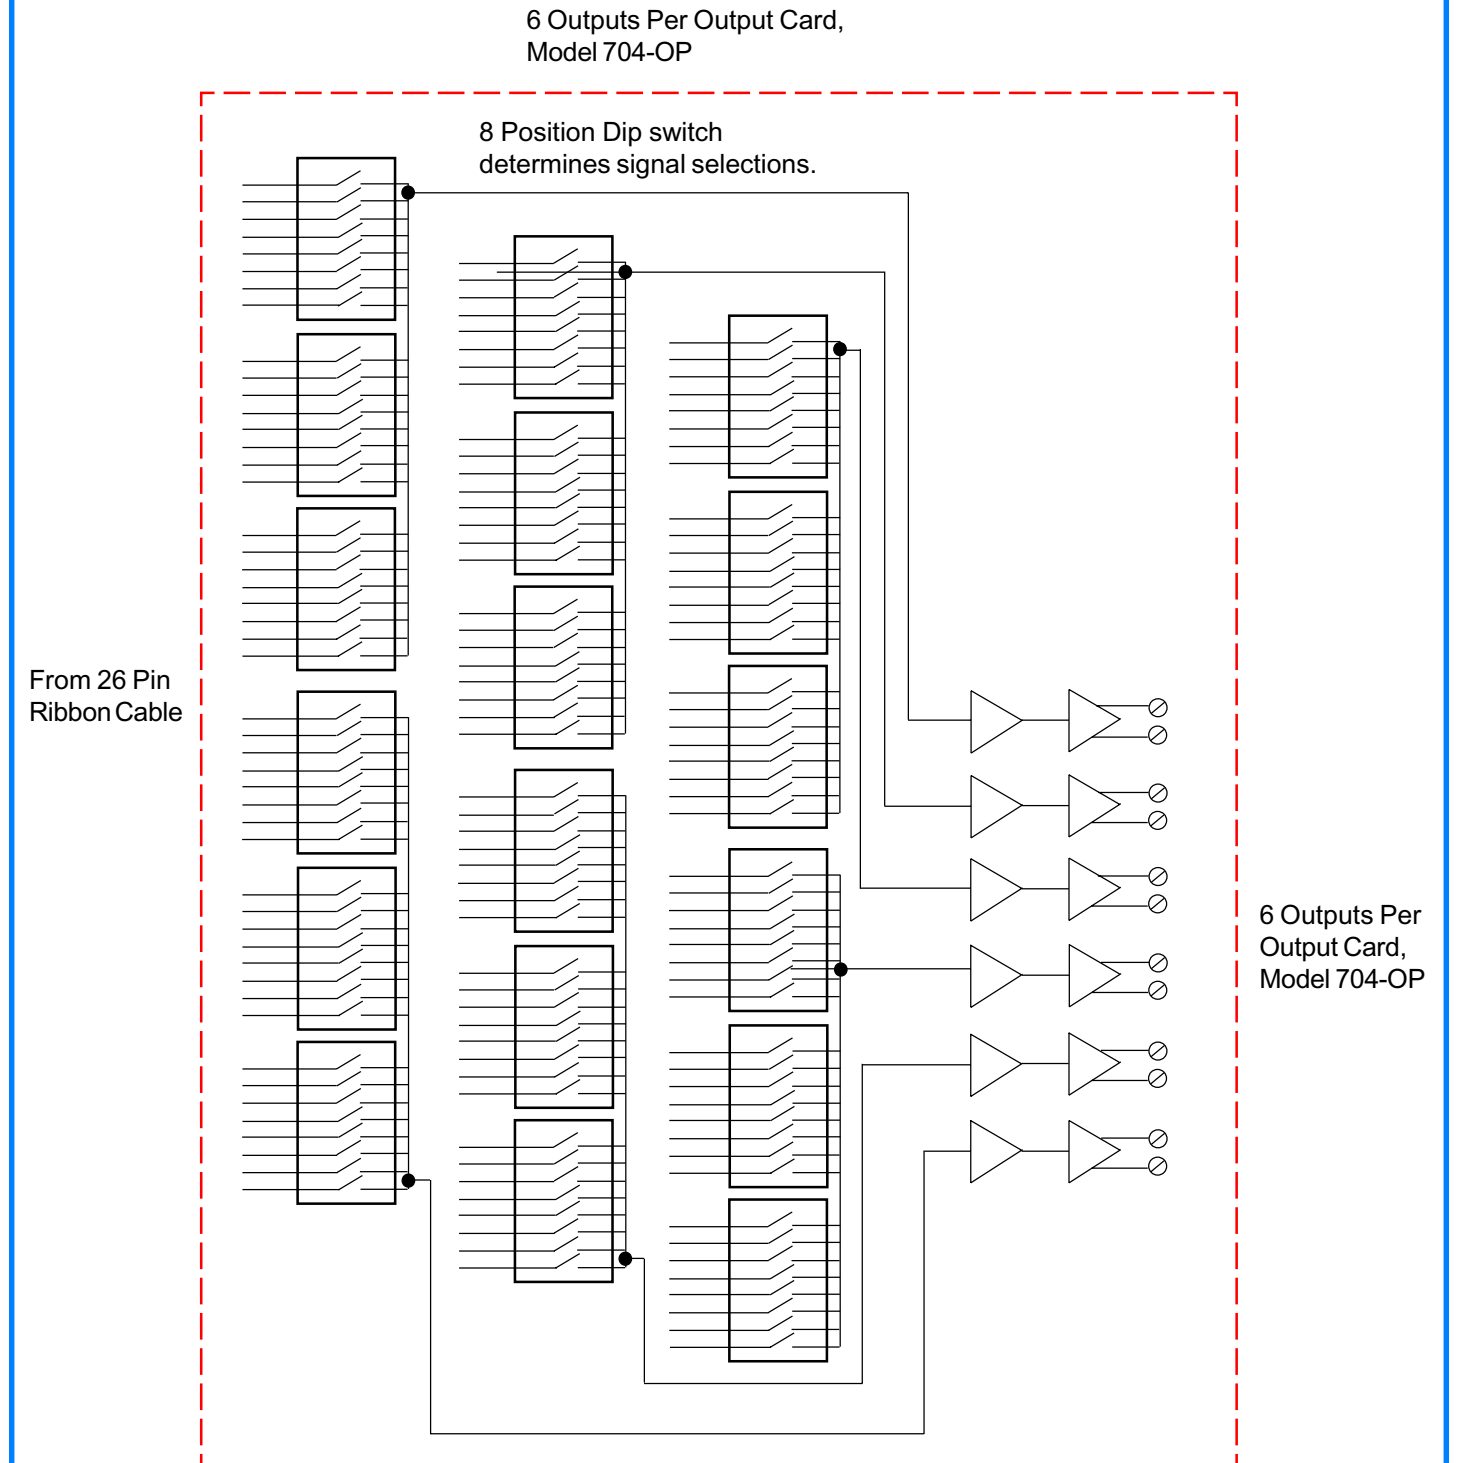 6 Outputs Per Output Card,
Model 704-OP
8 Position Dip switch
determines signal selections.
From 26 Pin
Ribbon Cable
6 Outputs Per
Output Card,
Model 704-OP